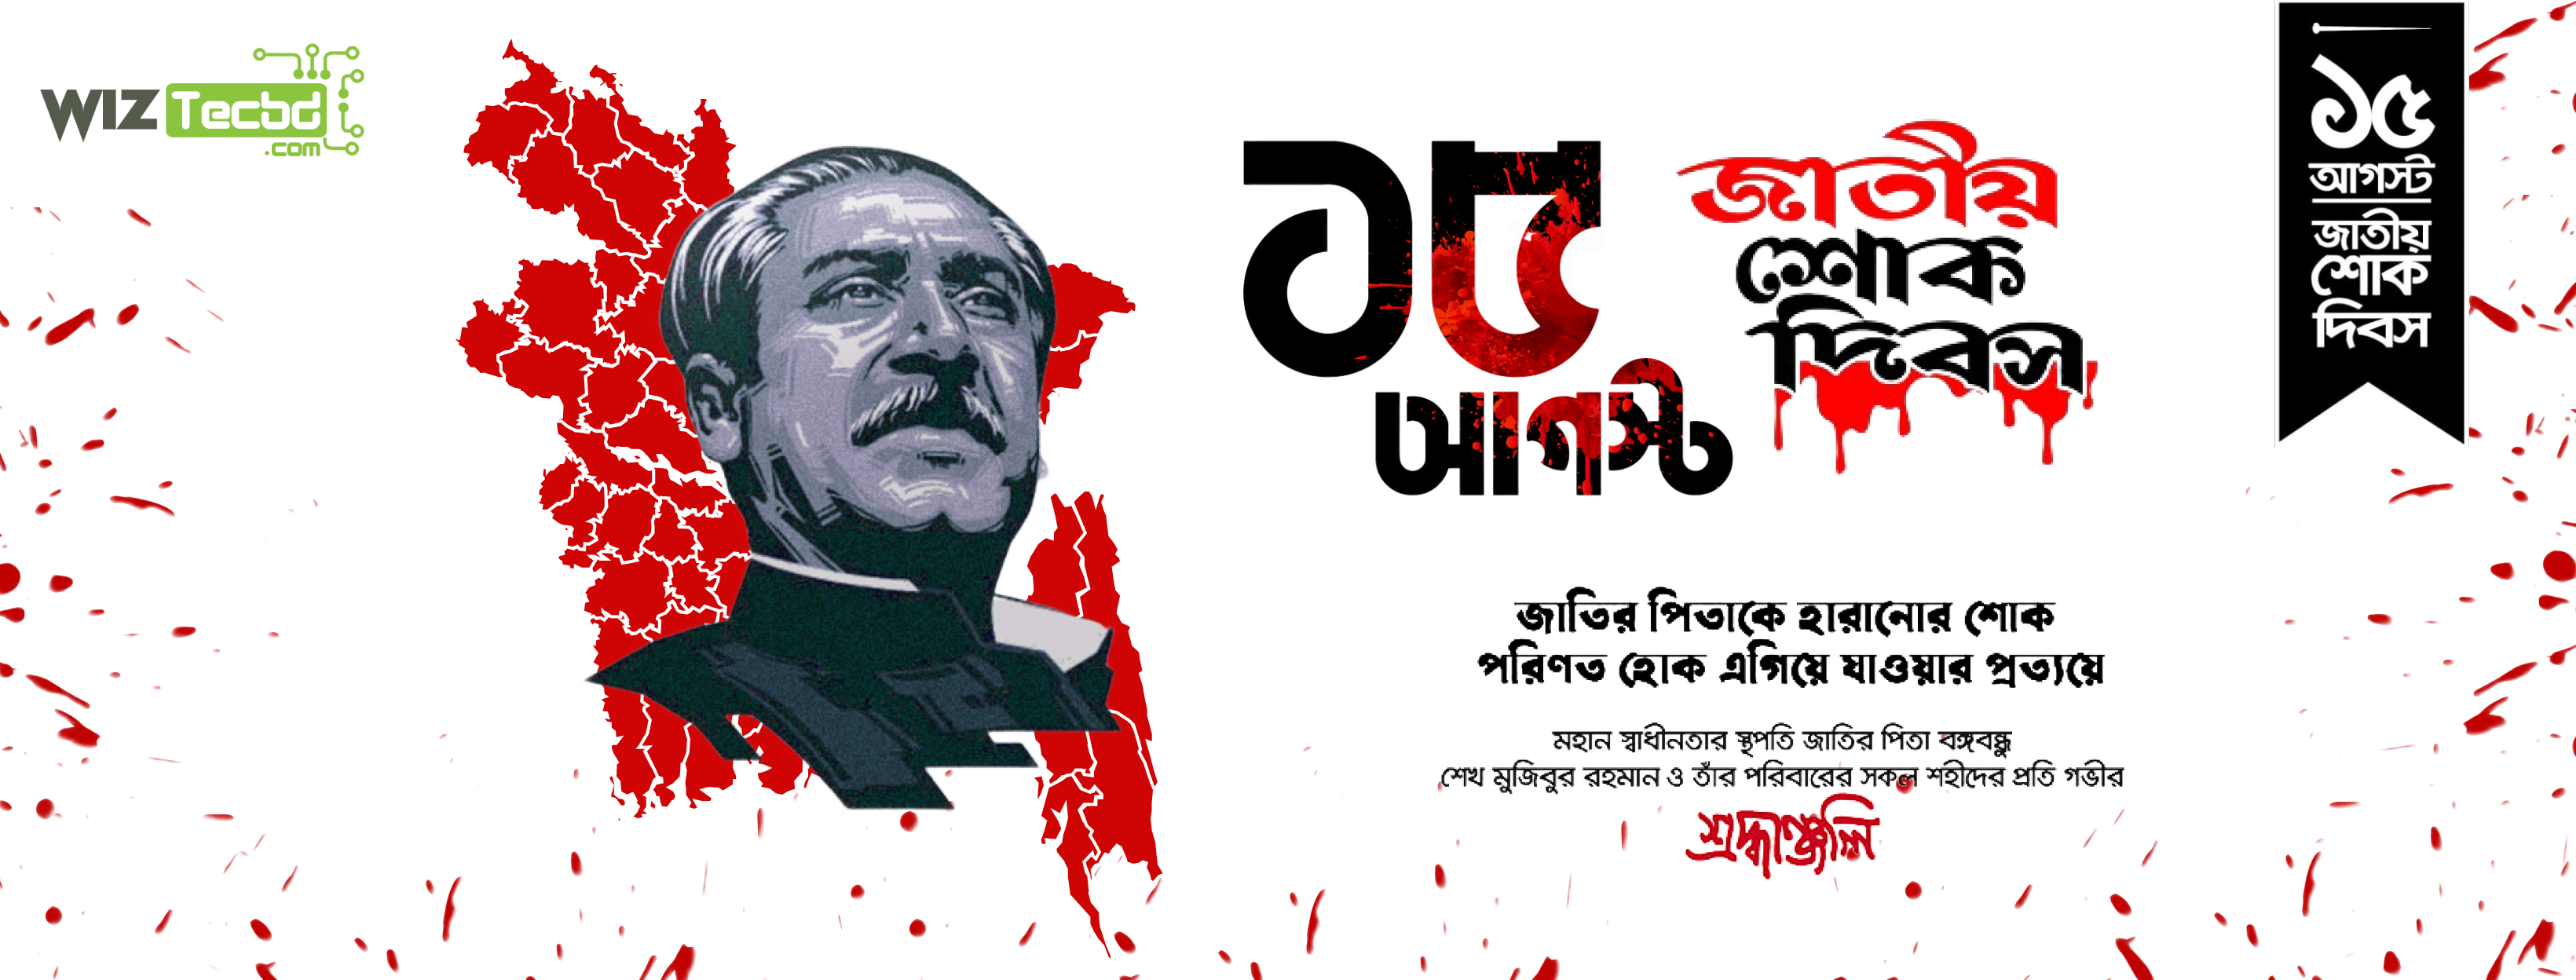 WIZ Tecbd
.com
১৫
আগস্ট
জাতীয়
শোক
দিবস
জাতির পিতাকে হারানোর শোক
পরিণত হোক এগিয়ে যাওয়ার প্রত্যয়ে
মহান স্বাধীনতার স্থপতি জাতির পিতা বঙ্গবন্ধু
শেখ মুজিবুর রহমান ও তাঁর পরিবারের সকল শহীদের প্রতি গভীর
শ্রদ্ধাঞ্জলি
১৫
আগস্ট
জাতীয়
শোক
দিবস